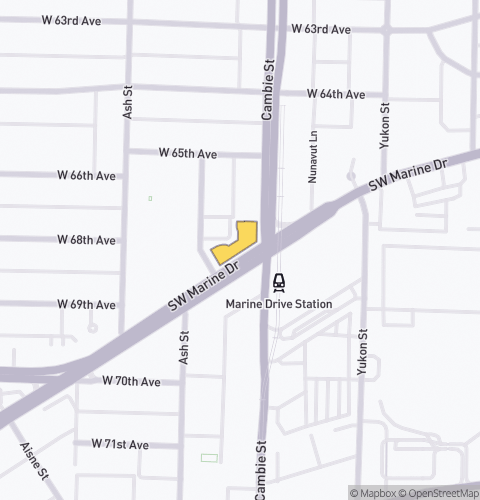 W 63rd Ave
W 63rd Ave
Cambie St
Ash St
W 64th Ave
Yukon St
Nunavut Ln
W 65th Ave
SW Marine Dr
W 66th Ave
W 68th Ave
SW Marine Dr
Marine Drive Station
W 69th Ave
Ash St
Yukon St
W 70th Ave
W 71st Ave
Aisne St
Cambie St
© Mapbox © OpenStreetMap